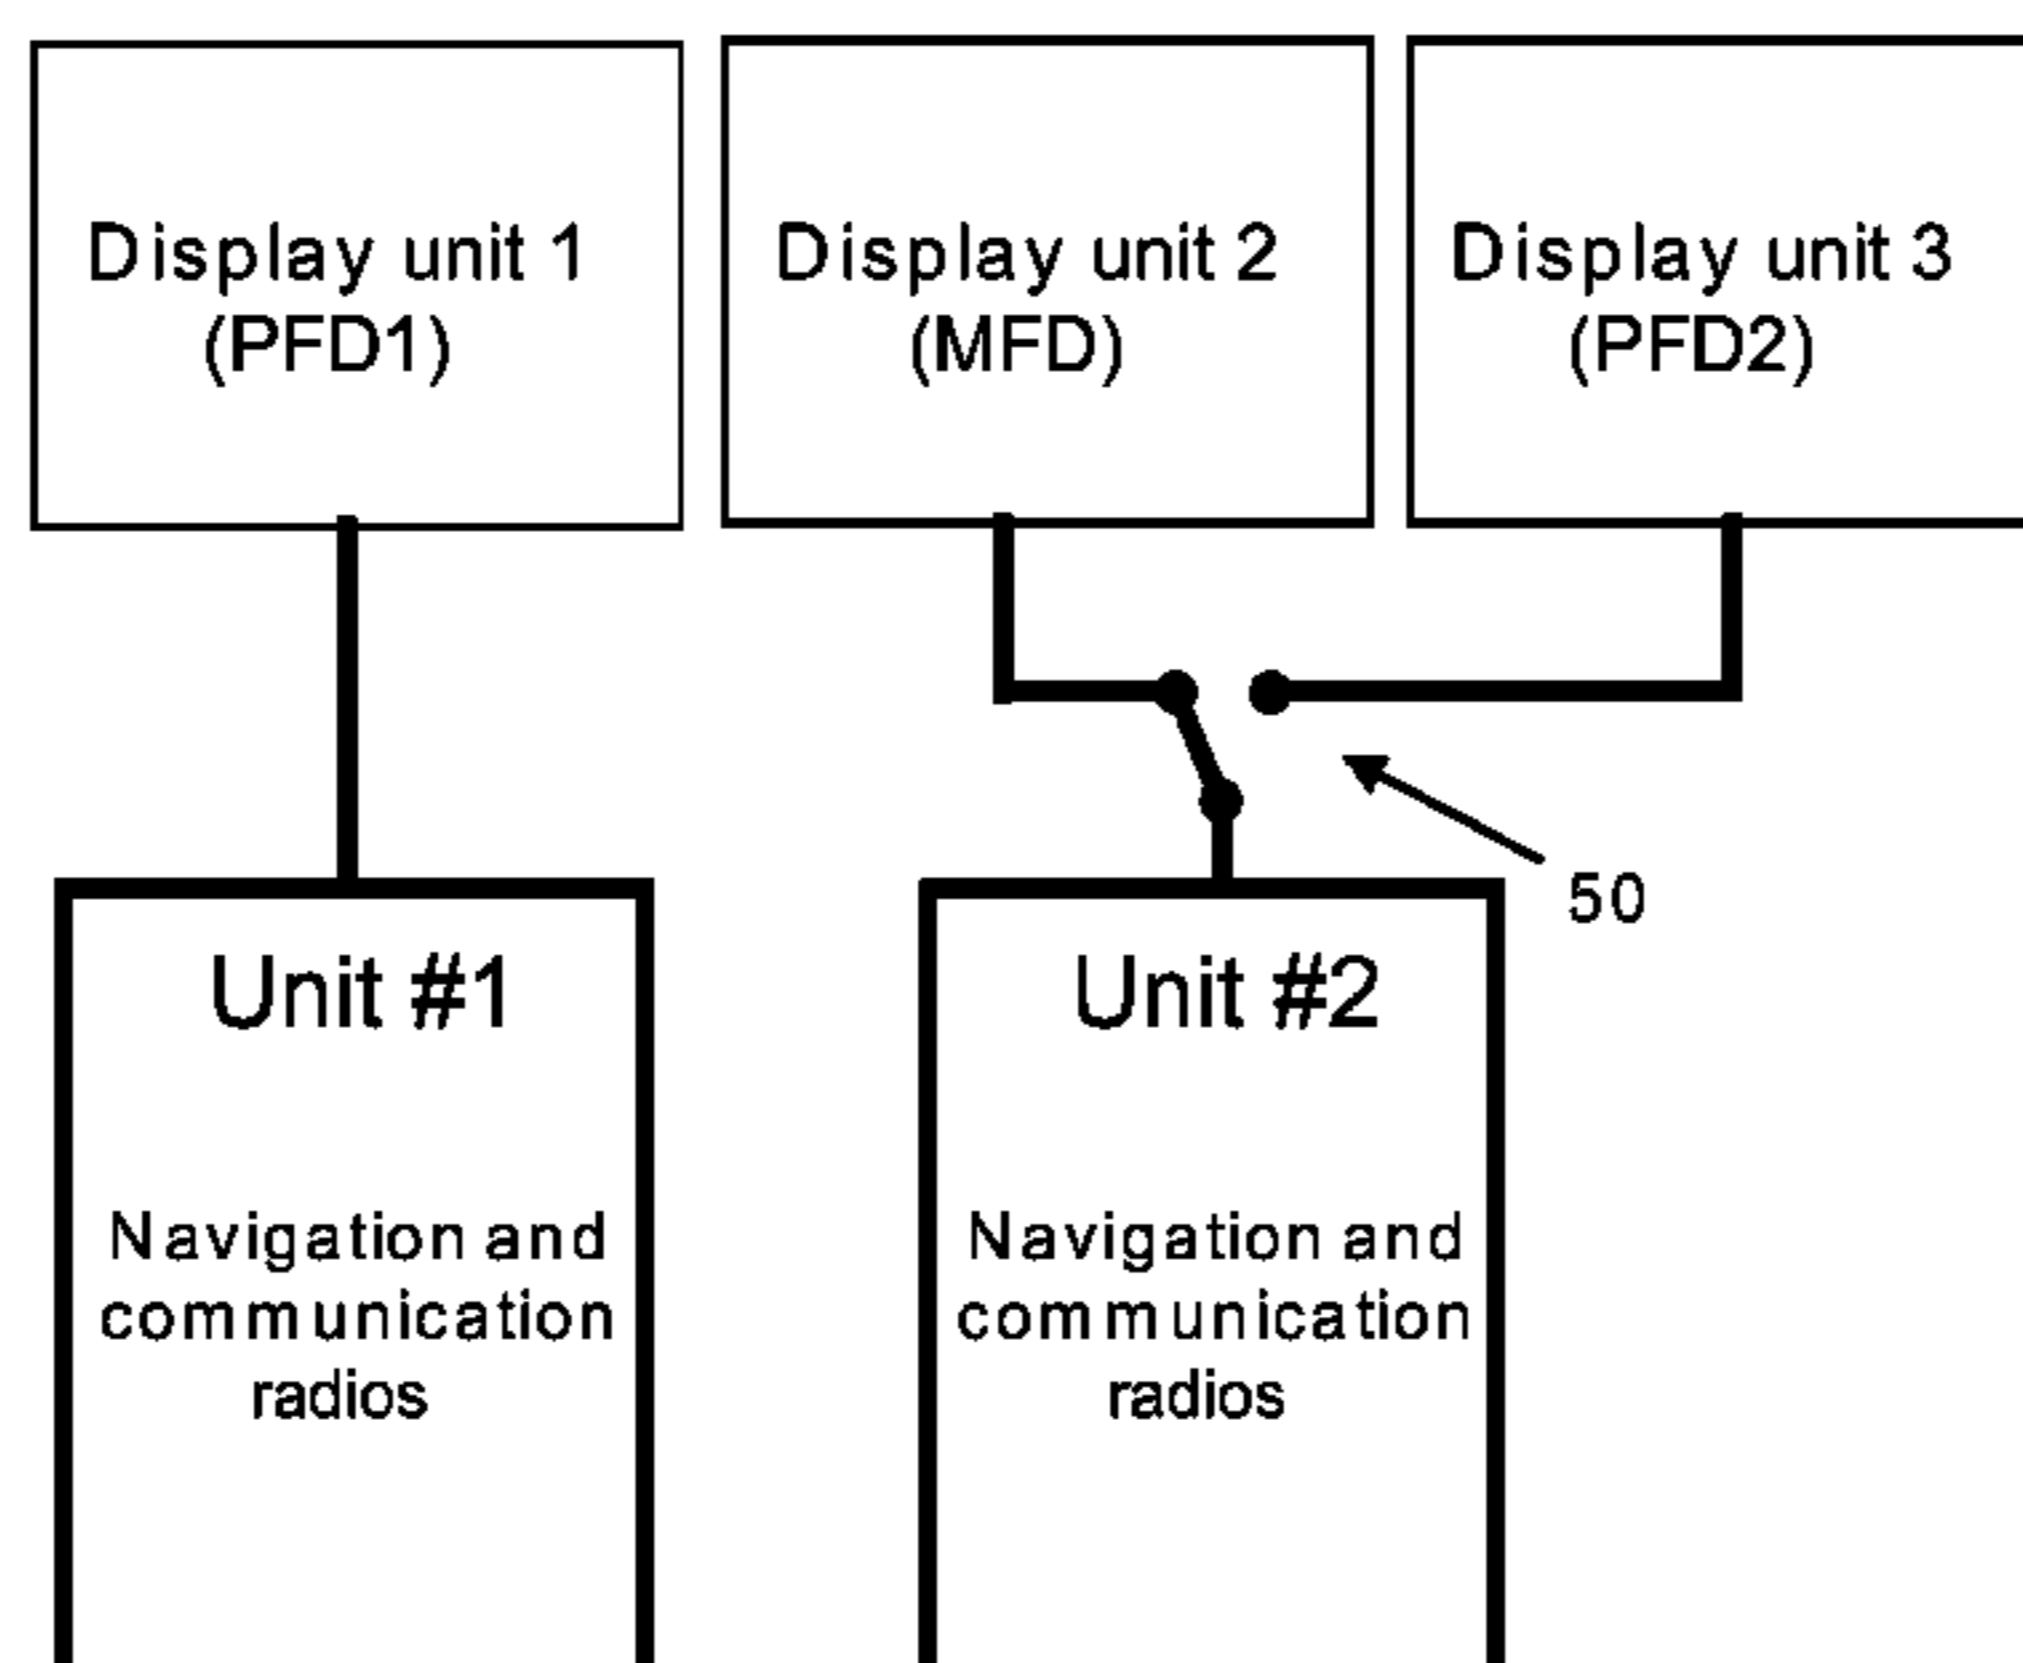 Display unit 1
(PFD1)
Display unit 2
(MFD)
Display unit 3
(PFD2)
50
Unit #1
Navigation and
communication
radios
Unit #2
Navigation and
communication
radios